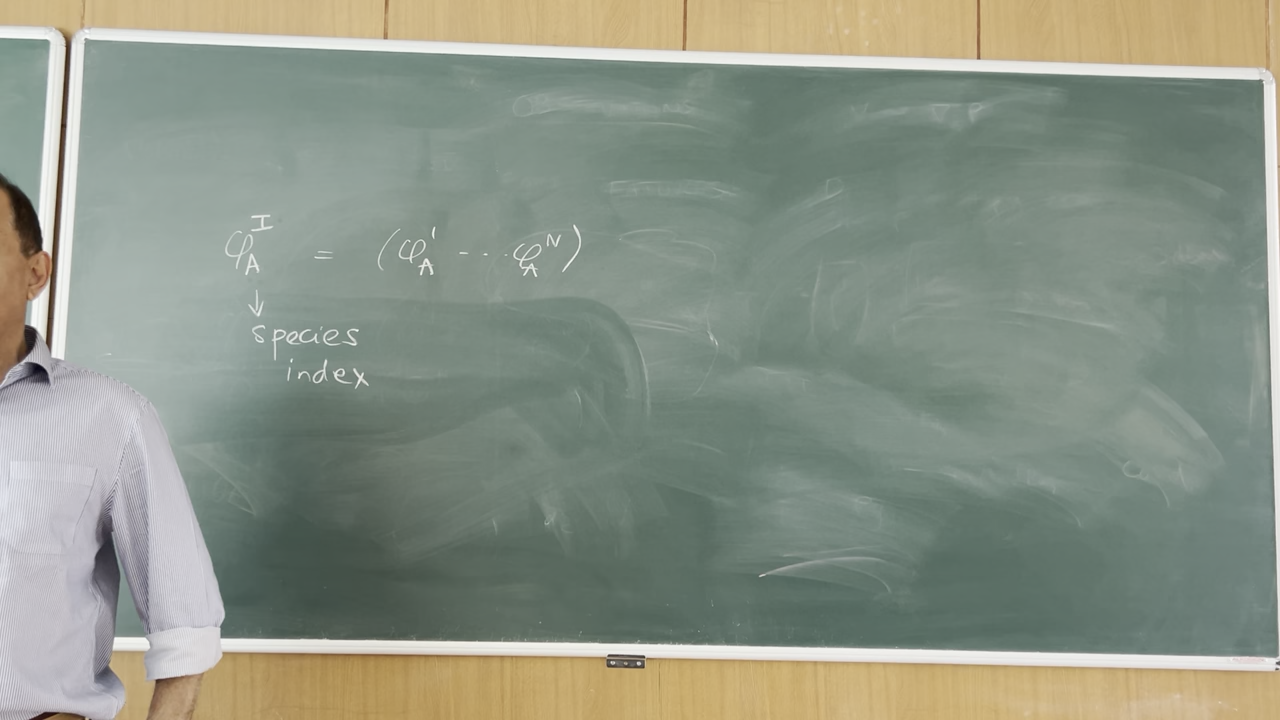 φ_A^I = (φ_A^1 --- φ_A^N)
↓
species
index